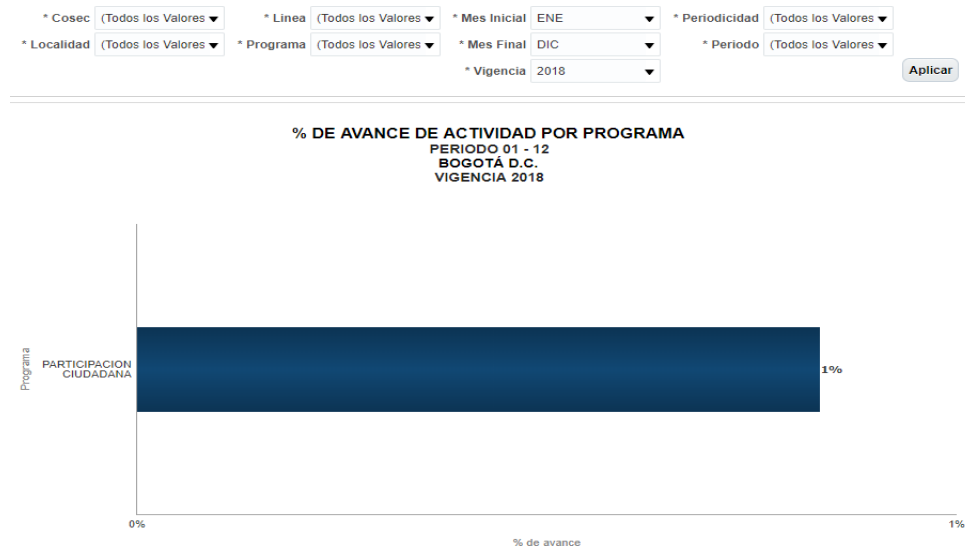 * Cosec (Todos los Valores * Linea (Todos los Valores * Mes Inicial ENE * Periodicidad (Todos los Valores
* Localidad (Todos los Valores * Programa (Todos los Valores * Mes Final DIC * Periodo (Todos los Valores
* Vigencia 2018 Aplicar
% DE AVANCE DE ACTIVIDAD POR PROGRAMA
PERIODO 01 - 12
BOGOTÁ D.C.
VIGENCIA 2018
Programa
PARTICIPACION
CIUDADANA
1%
0% 1%
% de avance